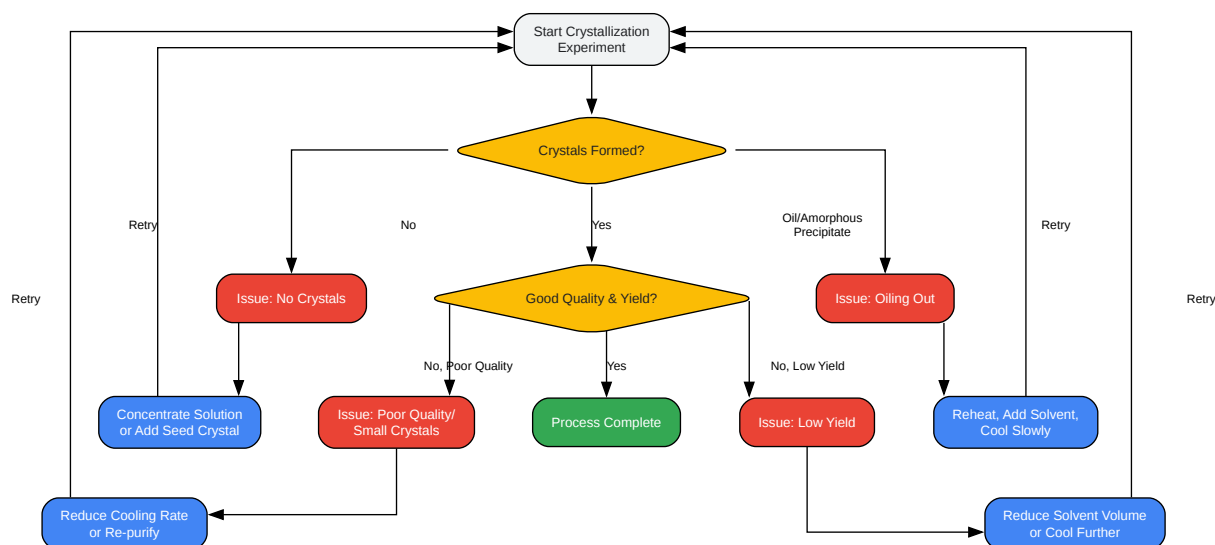 Start Crystallization
Experiment
Crystals Formed?
Retry
No
Yes
Oil/Amorphous
Precipitate
Retry
Retry
Issue: No Crystals
Good Quality & Yield?
Issue: Oiling Out
Retry
No, Poor Quality
Yes
No, Low Yield
Concentrate Solution
or Add Seed Crystal
Issue: Poor Quality/
Small Crystals
Process Complete
Issue: Low Yield
Reheat, Add Solvent,
Cool Slowly
Reduce Cooling Rate
or Re-purify
Reduce Solvent Volume
or Cool Further